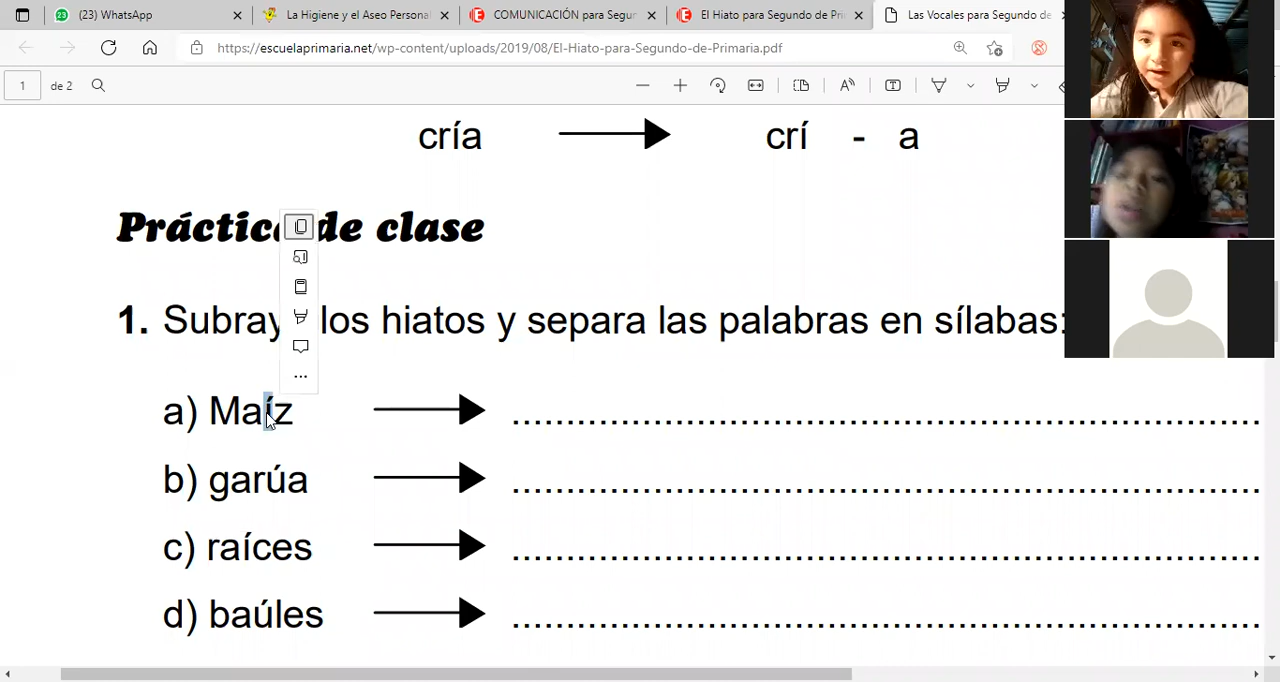 (23) WhatsApp
La Higiene y el Aseo Personal
COMUNICACIÓN para Segun
El Hiato para Segundo de Pri
Las Vocales para Segundo de
https://escuelaprimaria.net/wp-content/uploads/2019/08/El-Hiato-para-Segundo-de-Primaria.pdf
1 de 2
cría crí - a
Práctica de clase
1. Subray los hiatos y separa las palabras en sílabas:
a) Maíz ............................................................
b) garúa ............................................................
c) raíces ............................................................
d) baúles ............................................................